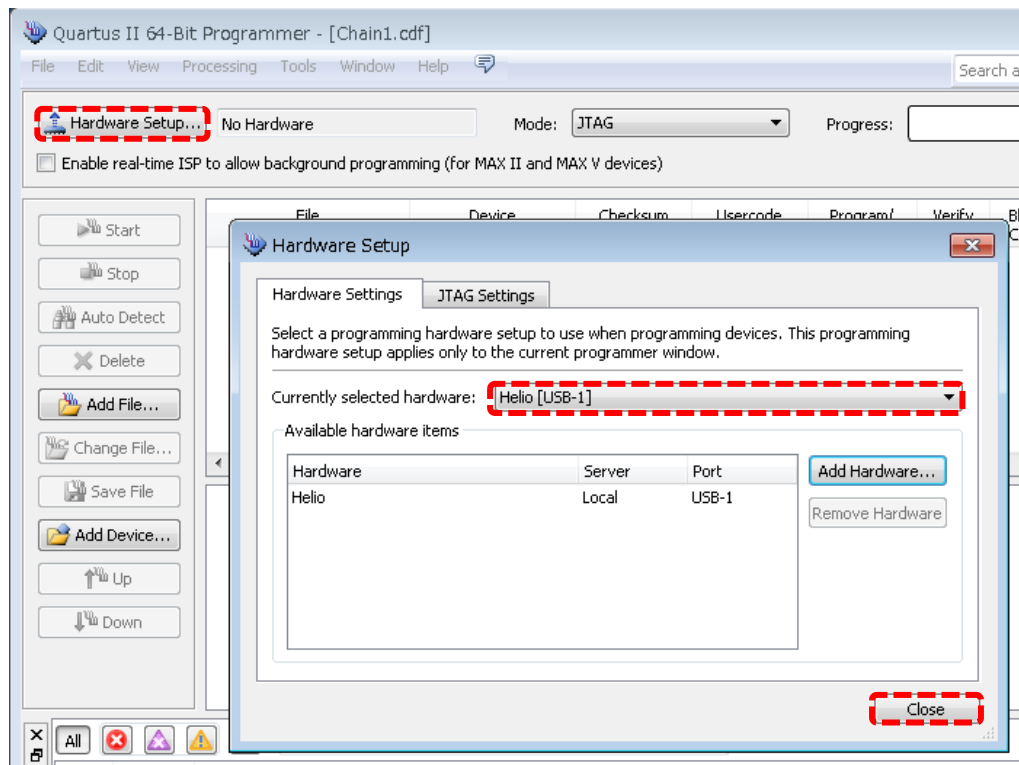 Quartus II 64-Bit Programmer - [Chain1.cdf]
File Edit View Processing Tools Window Help
Search a
Hardware Setup... No Hardware Mode: JTAG Progress:
Enable real-time ISP to allow background programming (for MAX II and MAX V devices)
File Device Checksum Usercode Program/ Verify
Start
Stop
Auto Detect
Delete
Add File...
Change File...
Save File
Add Device...
Up
Down
Hardware Setup
Hardware Settings JTAG Settings
Select a programming hardware setup to use when programming devices. This programming
hardware setup applies only to the current programmer window.
Currently selected hardware: Helio [USB-1]
Available hardware items
Hardware Server Port
Helio Local USB-1
Add Hardware...
Remove Hardware
Close
All